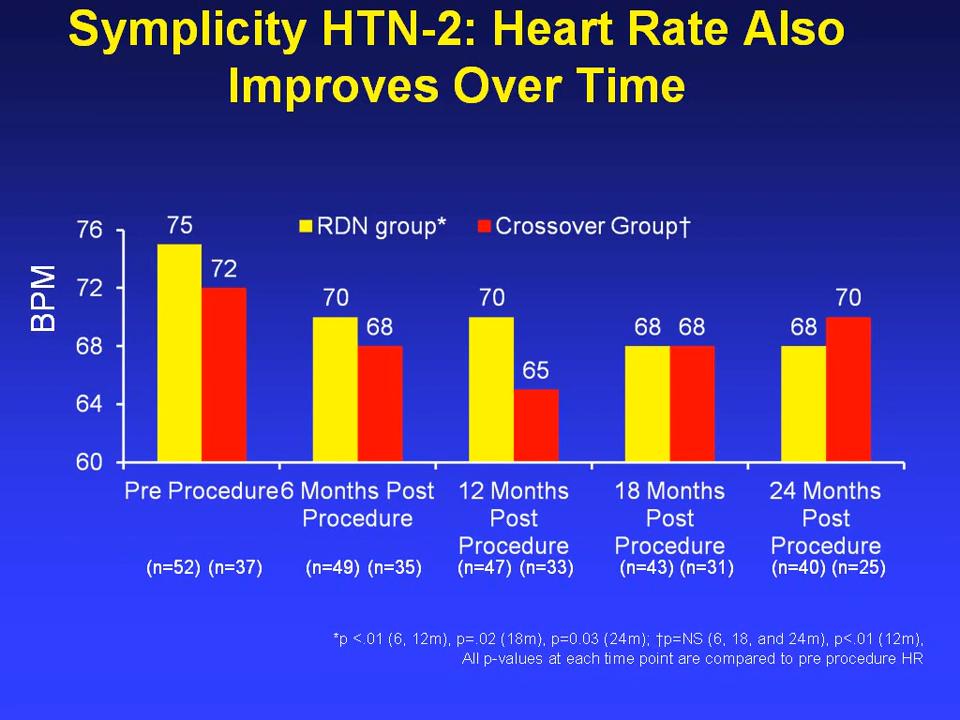 Symplicity HTN-2: Heart Rate Also
Improves Over Time
RDN group*
Crossover Group†
BPM
76
72
68
64
60
75
72
70
68
70
65
68
68
68
70
Pre Procedure
6 Months Post
Procedure
12 Months
Post
Procedure
18 Months
Post
Procedure
24 Months
Post
Procedure
(n=52) (n=37)
(n=49) (n=35)
(n=47) (n=33)
(n=43) (n=31)
(n=40) (n=25)
*p <.01 (6, 12m), p=.02 (18m), p=0.03 (24m); †p=NS (6, 18, and 24m), p<.01 (12m),
All p-values at each time point are compared to pre procedure HR